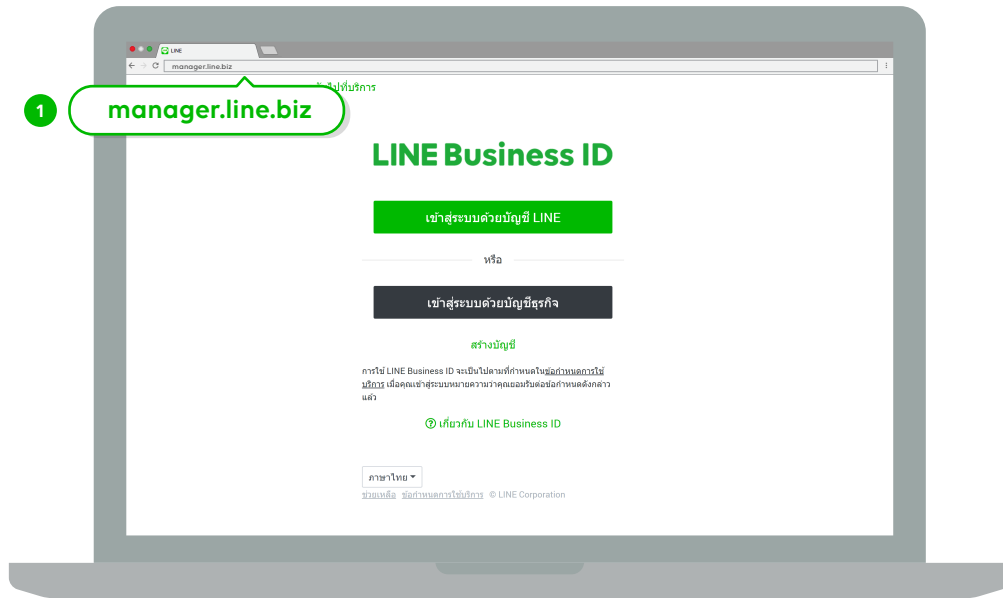 LINE
manager.line.biz
ไปที่บริการ
1 manager.line.biz
LINE Business ID
เข้าสู่ระบบด้วยบัญชี LINE
หรือ
เข้าสู่ระบบด้วยบัญชีธุรกิจ
สร้างบัญชี
การใช้ LINE Business ID จะเป็นไปตามที่กำหนดในข้อกำหนดการใช้
บริการ เมื่อคุณเข้าสู่ระบบหมายความว่าคุณยอมรับต่อข้อกำหนดดังกล่าว
แล้ว
? เกี่ยวกับ LINE Business ID
ภาษาไทย
ช่วยเหลือ ข้อกำหนดการใช้บริการ © LINE Corporation